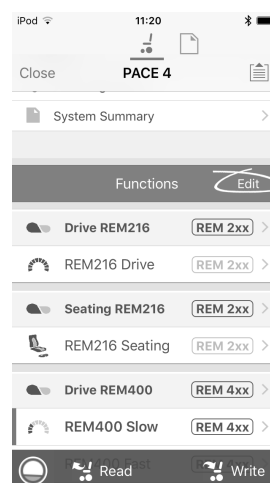 iPod 11:20
Close PACE 4
System Summary
Functions Edit
Drive REM216 REM 2xx
REM216 Drive REM 2xx
Seating REM216 REM 2xx
REM216 Seating REM 2xx
Drive REM400 REM 4xx
REM400 Slow REM 4xx
Read Write